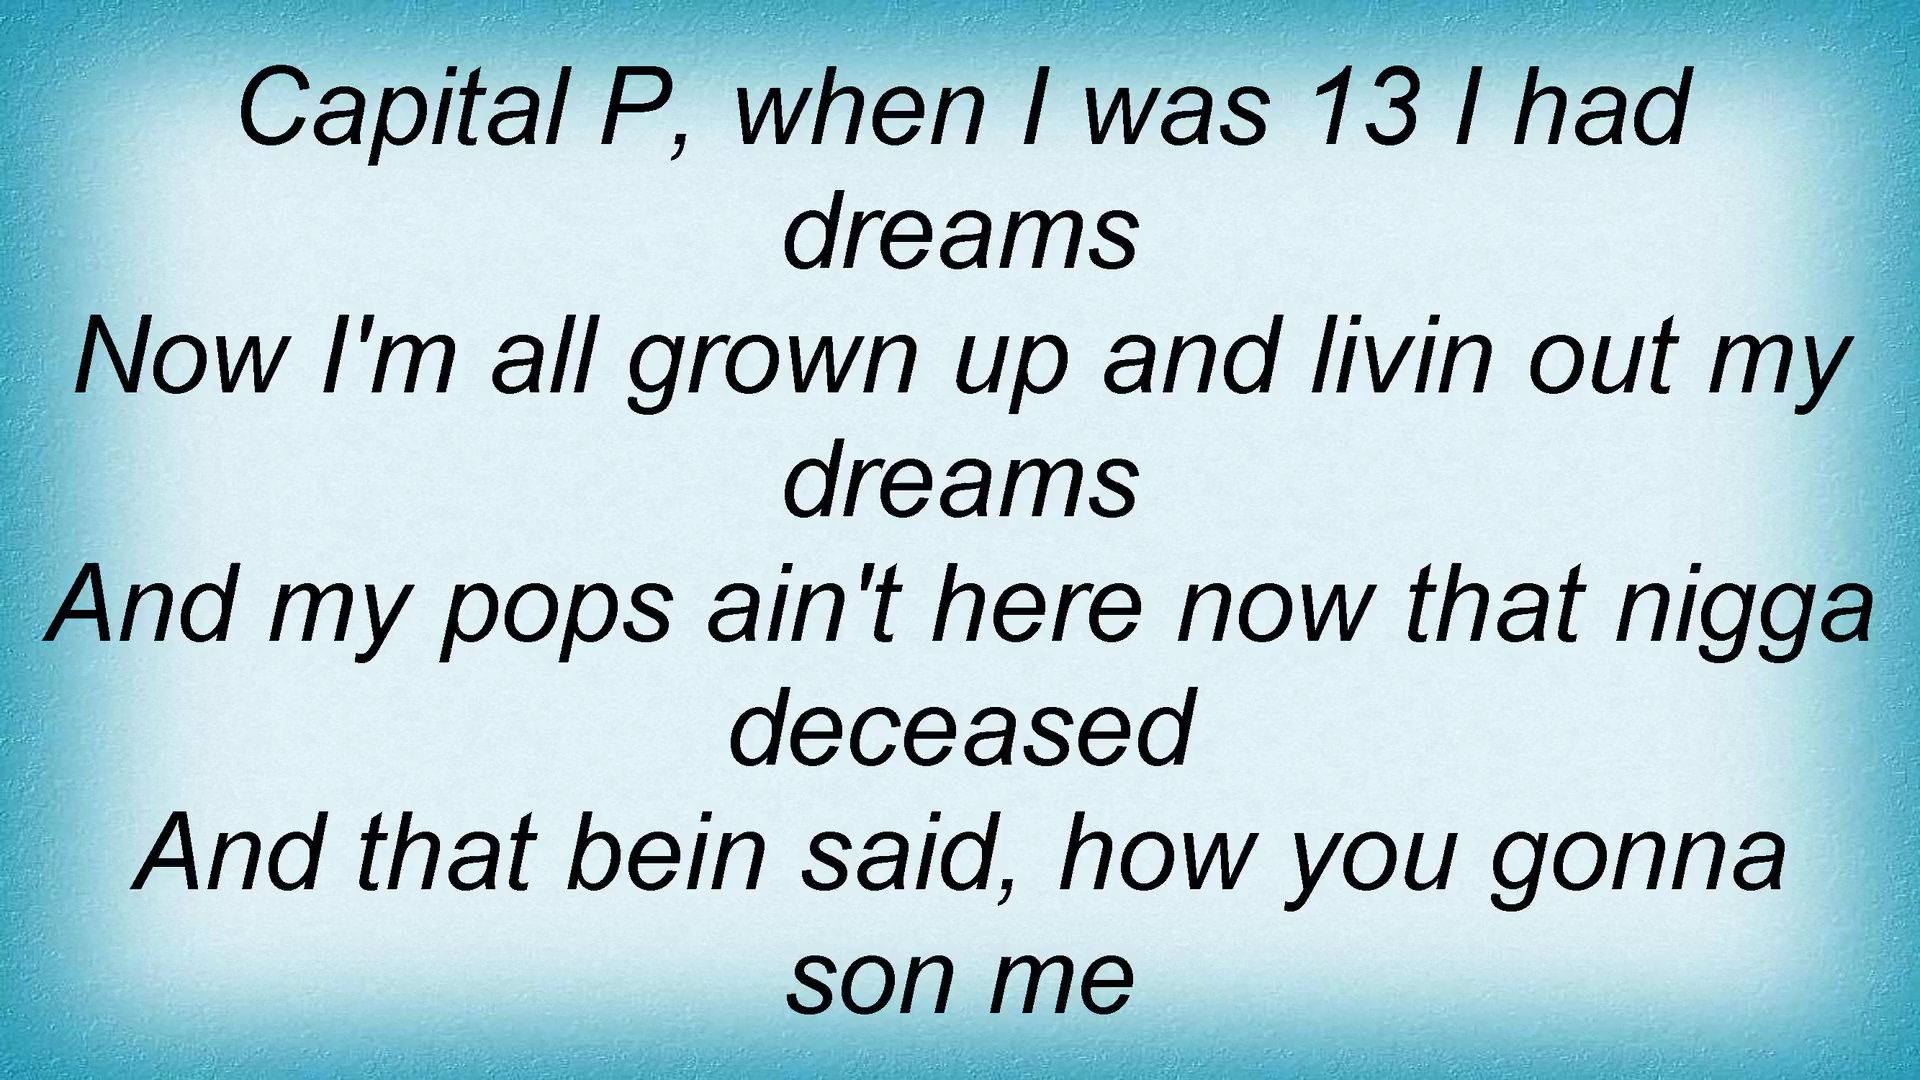 Capital P, when I was 13 I had
dreams
Now I'm all grown up and livin out my
dreams
And my pops ain't here now that nigga
deceased
And that bein said, how you gonna
son me